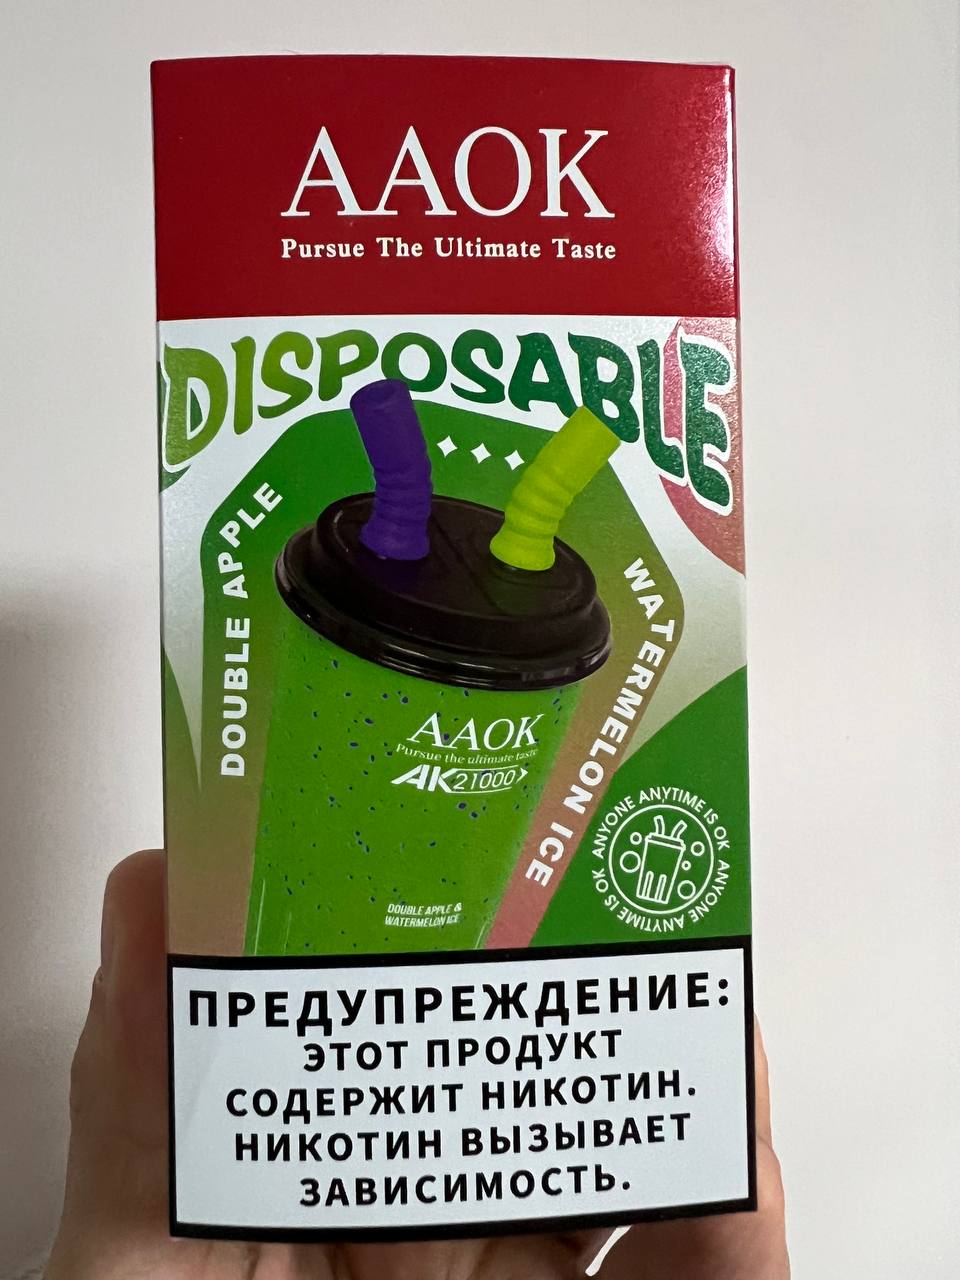 AAOK
Pursue The Ultimate Taste
DISPOSABLE
DOUBLE APPLE
WATERMELON ICE
AAOK
Pursue the ultimate taste
AK21000
DOUBLE APPLE &
WATERMELON ICE
ANYONE ANYTIME IS OK ANYONE ANYTIME IS OK
ПРЕДУПРЕЖДЕНИЕ:
ЭТОТ ПРОДУКТ
СОДЕРЖИТ НИКОТИН.
НИКОТИН ВЫЗЫВАЕТ
ЗАВИСИМОСТЬ.